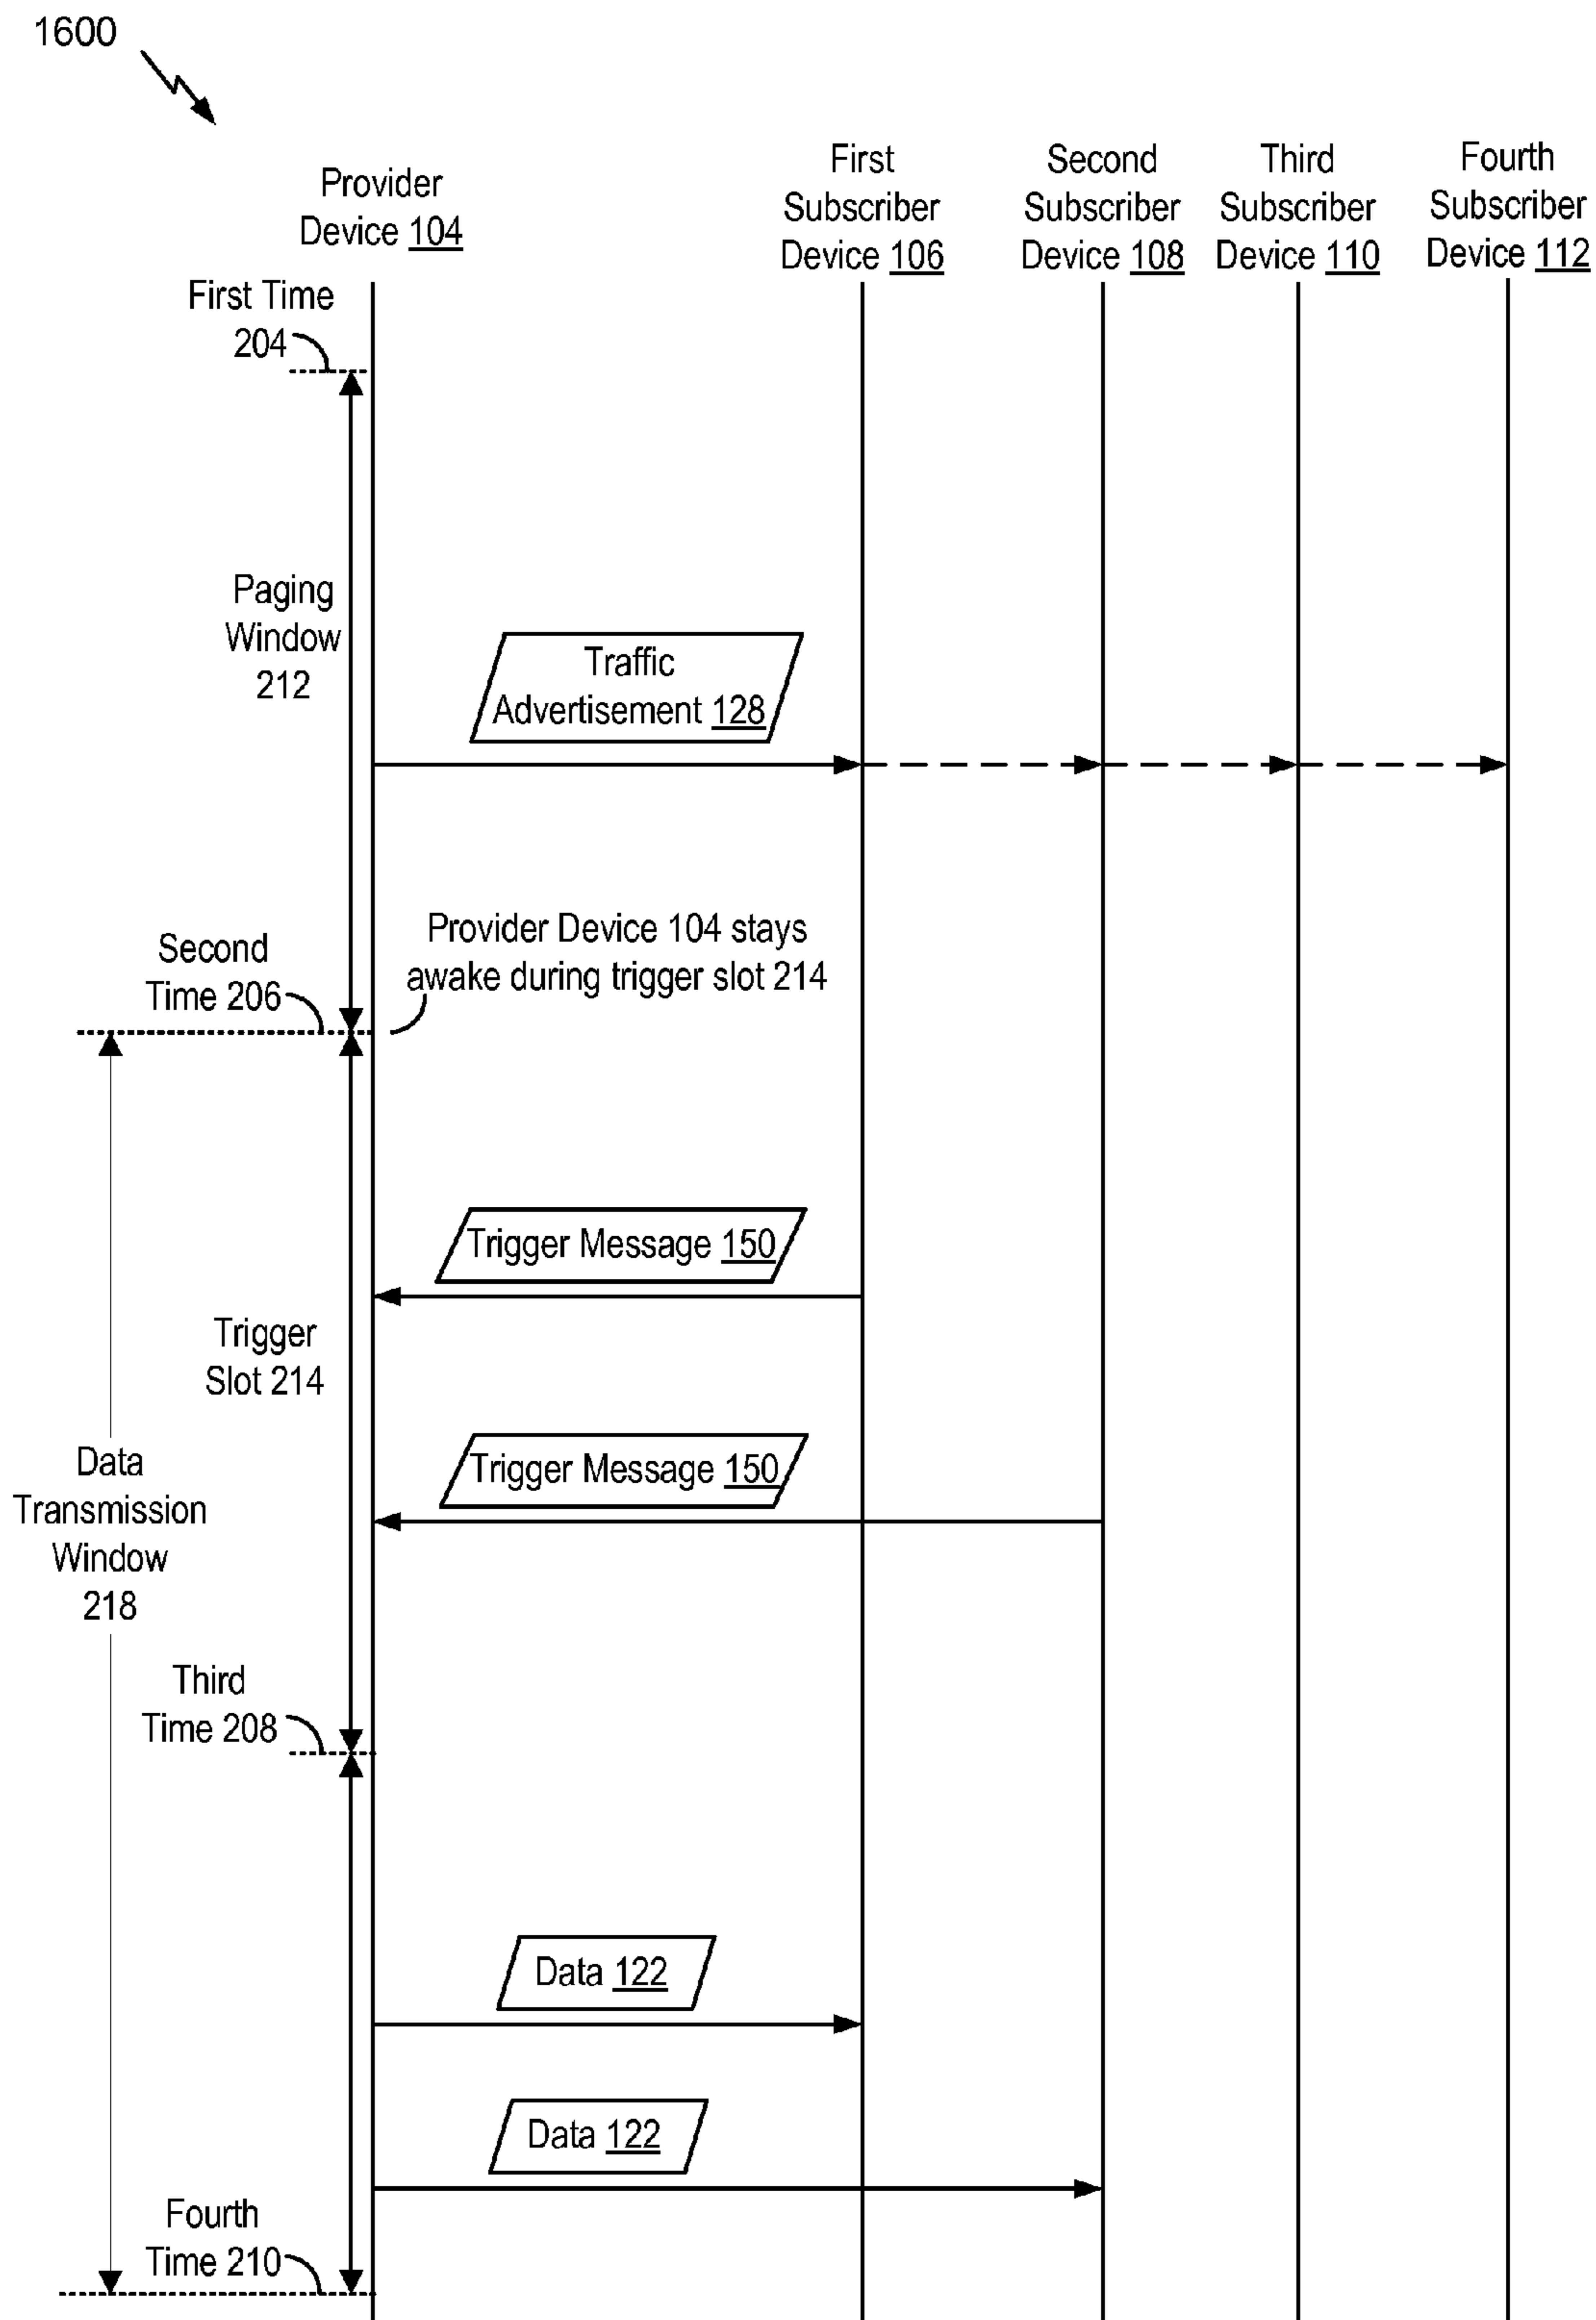 1600
Provider
Device 104
First
Subscriber
Device 106
Second
Subscriber
Device 108
Third
Subscriber
Device 110
Fourth
Subscriber
Device 112
First Time
204
Paging
Window
212
Traffic
Advertisement 128
Second
Time 206
Provider Device 104 stays
awake during trigger slot 214
Trigger Message 150
Trigger
Slot 214
Trigger Message 150
Data
Transmission
Window
218
Third
Time 208
Data 122
Data 122
Fourth
Time 210